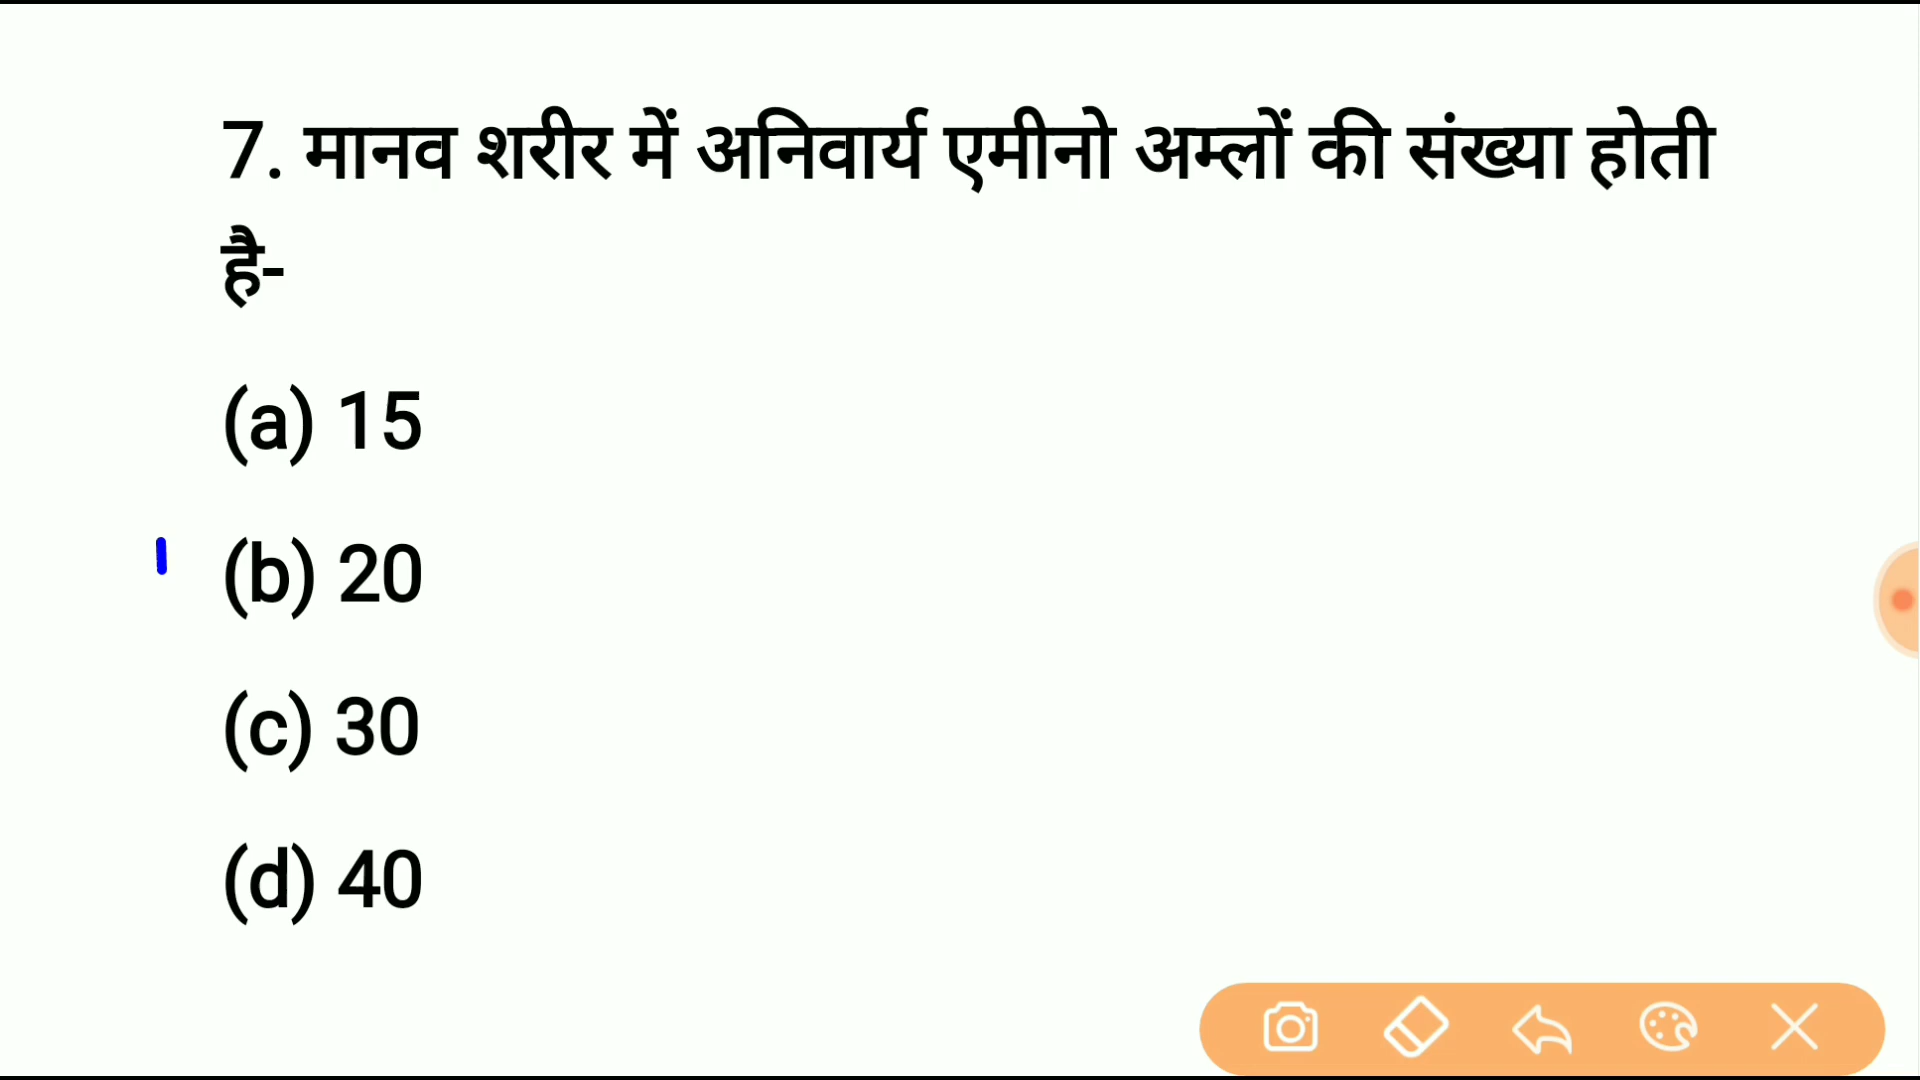 7. मानव शरीर में अनिवार्य एमीनो अम्लों की संख्या होती
है-
(a) 15
(b) 20
(c) 30
(d) 40